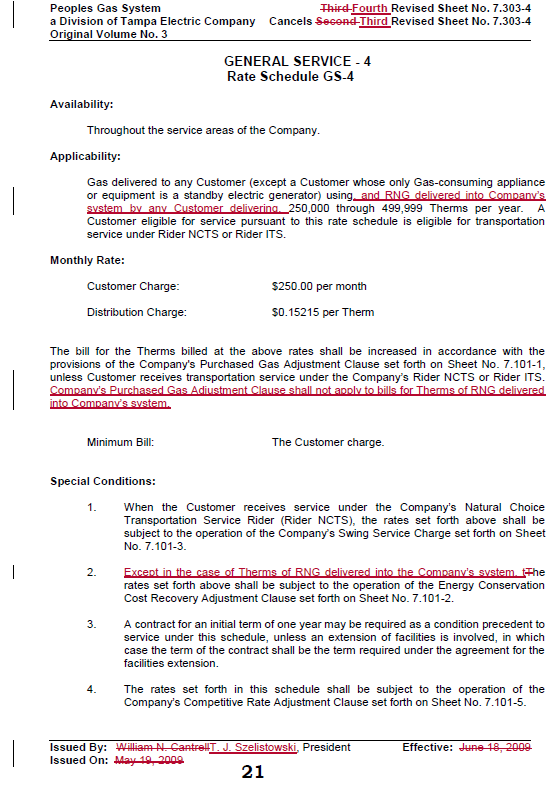 Peoples Gas System Third Fourth Revised Sheet No. 7.303-4
a Division of Tampa Electric Company Cancels Second Third Revised Sheet No. 7.303-4
Original Volume No. 3
GENERAL SERVICE - 4
Rate Schedule GS-4
Availability:
Throughout the service areas of the Company.
Applicability:
Gas delivered to any Customer (except a Customer whose only Gas-consuming appliance
or equipment is a standby electric generator) using, and RNG delivered into Company's
system by any Customer delivering, 250,000 through 499,999 Therms per year. A
Customer eligible for service pursuant to this rate schedule is eligible for transportation
service under Rider NCTS or Rider ITS.
Monthly Rate:
Customer Charge: $250.00 per month
Distribution Charge: $0.15215 per Therm
The bill for the Therms billed at the above rates shall be increased in accordance with the
provisions of the Company's Purchased Gas Adjustment Clause set forth on Sheet No. 7.101-1,
unless Customer receives transportation service under the Company's Rider NCTS or Rider ITS.
Company's Purchased Gas Adjustment Clause shall not apply to bills for Therms of RNG delivered
into Company's system.
Minimum Bill: The Customer charge.
Special Conditions:
1. When the Customer receives service under the Company's Natural Choice
Transportation Service Rider (Rider NCTS), the rates set forth above shall be
subject to the operation of the Company's Swing Service Charge set forth on Sheet
No. 7.101-3.
2. Except in the case of Therms of RNG delivered into the Company's system, tThe
rates set forth above shall be subject to the operation of the Energy Conservation
Cost Recovery Adjustment Clause set forth on Sheet No. 7.101-2.
3. A contract for an initial term of one year may be required as a condition precedent to
service under this schedule, unless an extension of facilities is involved, in which
case the term of the contract shall be the term required under the agreement for the
facilities extension.
4. The rates set forth in this schedule shall be subject to the operation of the
Company's Competitive Rate Adjustment Clause set forth on Sheet No. 7.101-5.
Issued By: William N. CantrellT. J. Szelistowski, President Effective: June 18, 2009
Issued On: May 19, 2009
21